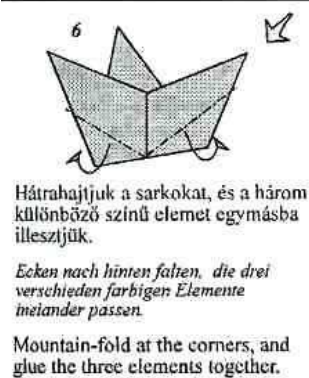 6
Hátrahajtjuk a sarkokat, és a három
különböző színű elemet egymásba
illesztjük.
Ecken nach hinten falten, die drei
verschieden farbigen Elemente
ineiander passen.
Mountain-fold at the corners, and
glue the three elements together.